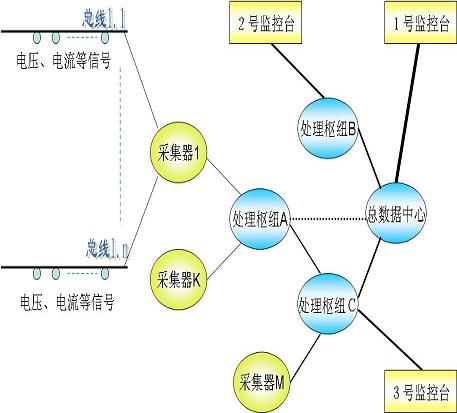 总线1.1
2号监控台
1号监控台
电压、电流等信号
处理枢纽B
采集器1
处理枢纽A
总数据中心
总线1.n
采集器K
电压、电流等信号
处理枢纽C
采集器M
3号监控台